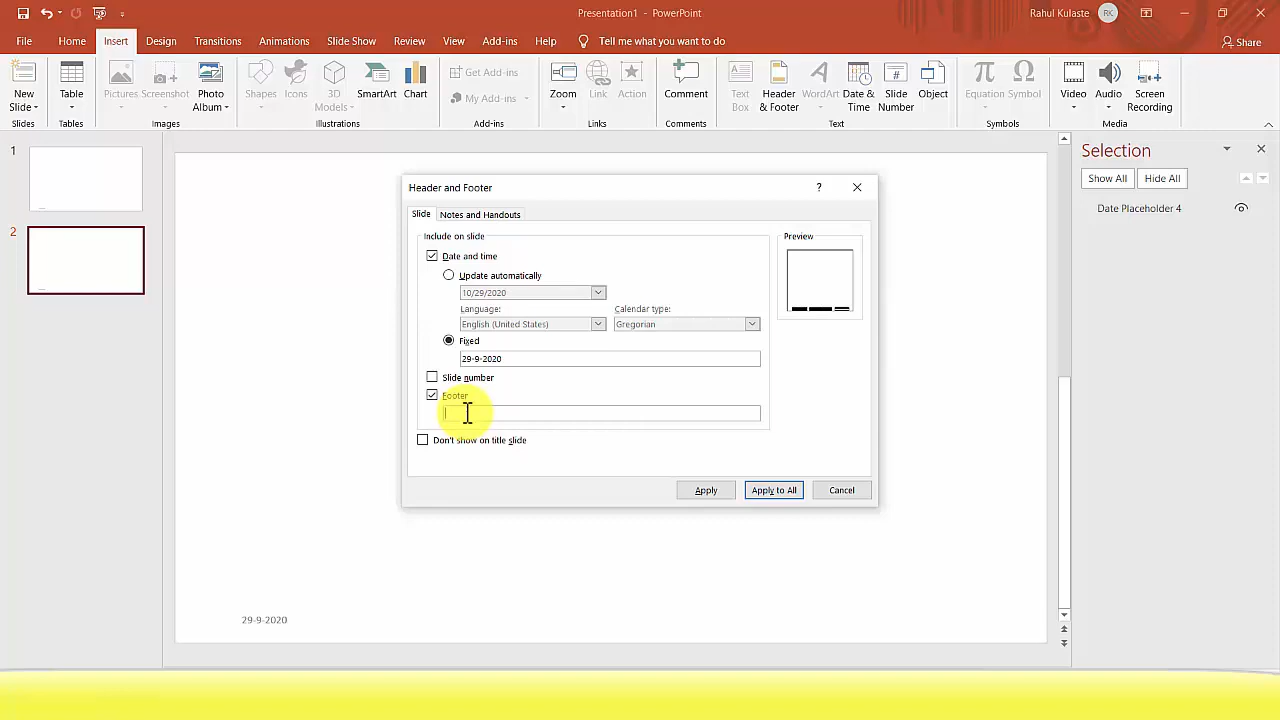 Presentation1 - PowerPoint
Rahul Kulaste RK
File Home Insert Design Transitions Animations Slide Show Review View Add-ins Help Tell me what you want to do Share
New Slide Table Pictures Screenshot Photo Album Shapes Icons 3D Models SmartArt Chart Get Add-ins My Add-ins Zoom Link Action Comment Text Box Header & Footer WordArt Date & Time Slide Number Object Equation Symbol Video Audio Screen Recording
Slides Tables Images Illustrations Add-ins Links Comments Text Symbols Media
1
2
Header and Footer ?
Slide Notes and Handouts
Include on slide
Date and time
Update automatically
10/29/2020
Language: Calendar type:
English (United States) Gregorian
Fixed
29-9-2020
Slide number
Footer
Don't show on title slide
Preview
Apply Apply to All Cancel
29-9-2020
Selection
Show All Hide All
Date Placeholder 4